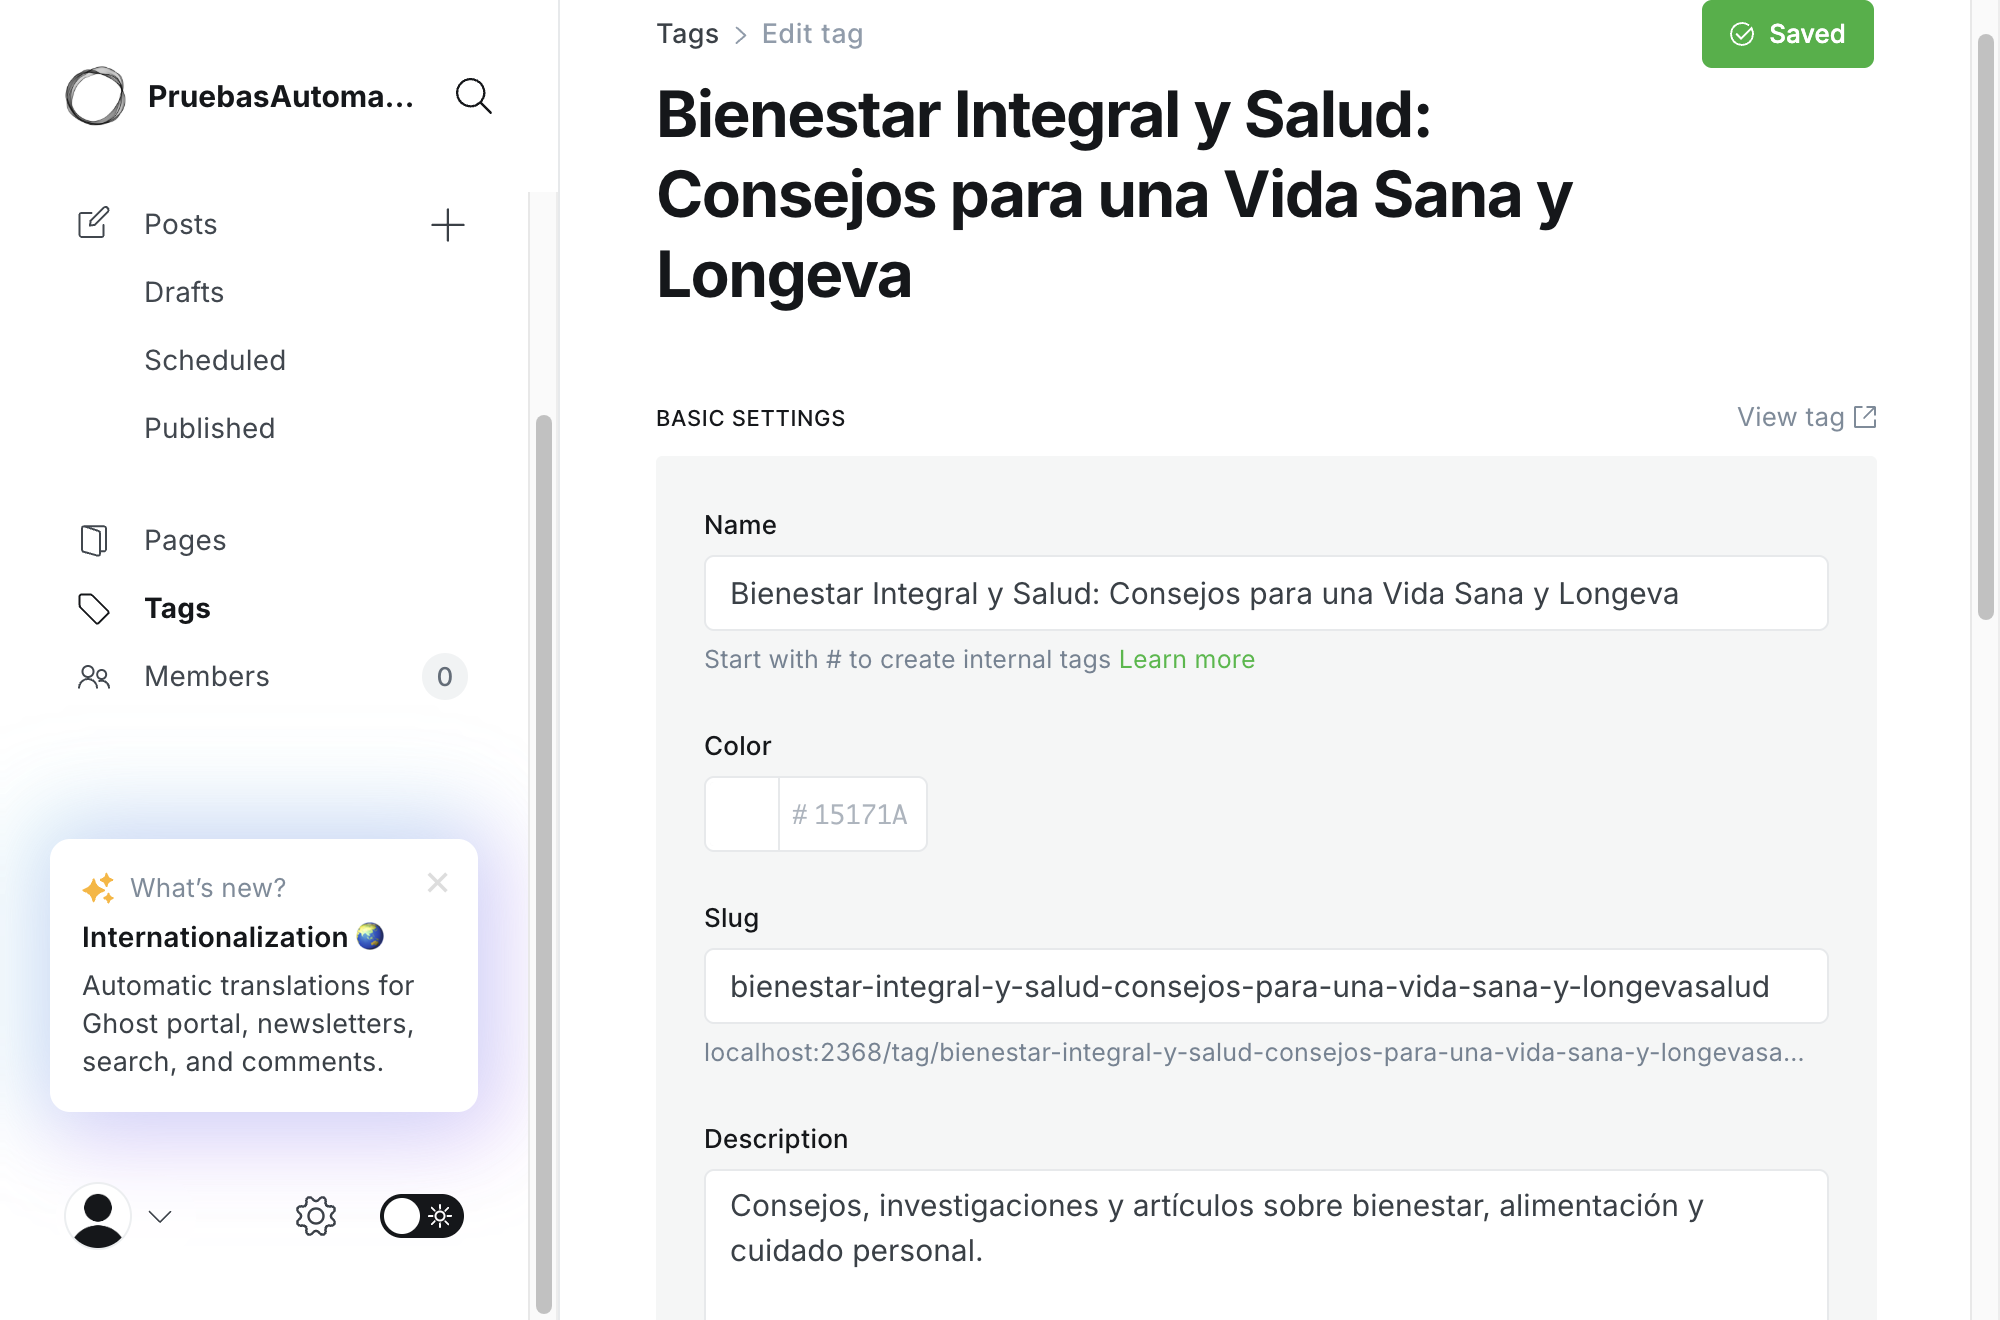 PruebasAutoma...
Posts
Drafts
Scheduled
Published
Pages
Tags
Members
0
What's new?
Internationalization
Automatic translations for
Ghost portal, newsletters,
search, and comments.
Tags > Edit tag
Saved
Bienestar Integral y Salud:
Consejos para una Vida Sana y
Longeva
BASIC SETTINGS
View tag
Name
Bienestar Integral y Salud: Consejos para una Vida Sana y Longeva
Start with # to create internal tags Learn more
Color
# 15171A
Slug
bienestar-integral-y-salud-consejos-para-una-vida-sana-y-longevasalud
localhost:2368/tag/bienestar-integral-y-salud-consejos-para-una-vida-sana-y-longevasa...
Description
Consejos, investigaciones y artículos sobre bienestar, alimentación y
cuidado personal.